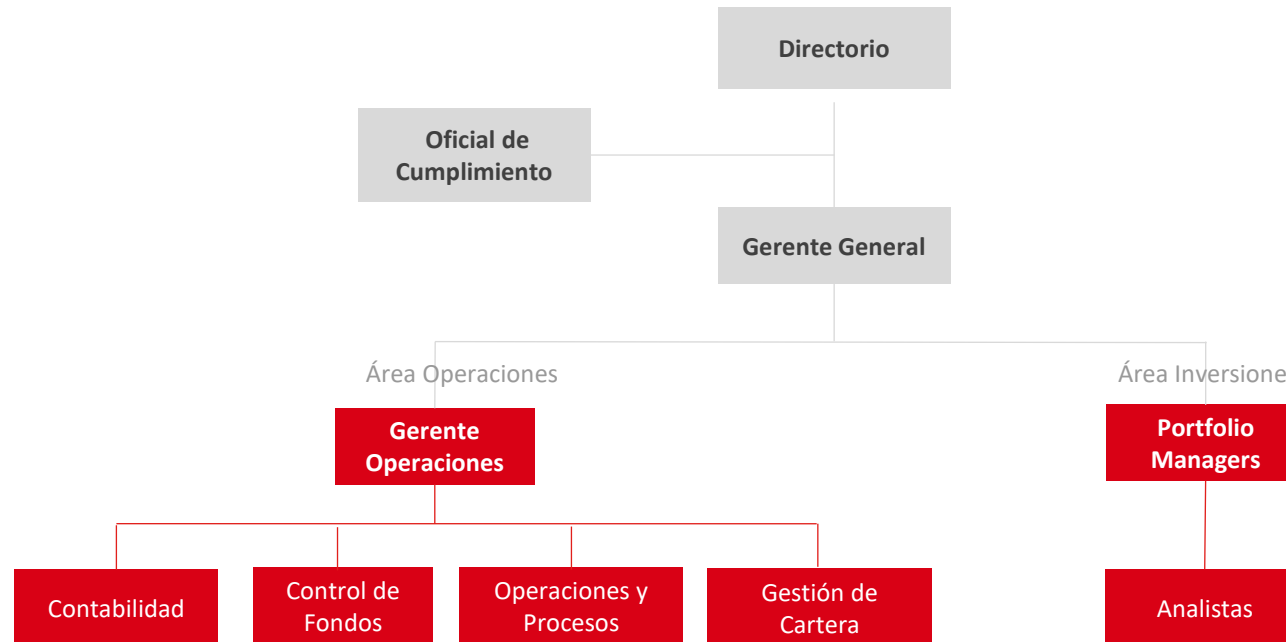 Directorio
Oficial de
Cumplimiento
Gerente General
Área Operaciones
Área Inversione
Gerente
Operaciones
Portfolio
Managers
Contabilidad
Control de
Fondos
Operaciones y
Procesos
Gestión de
Cartera
Analistas